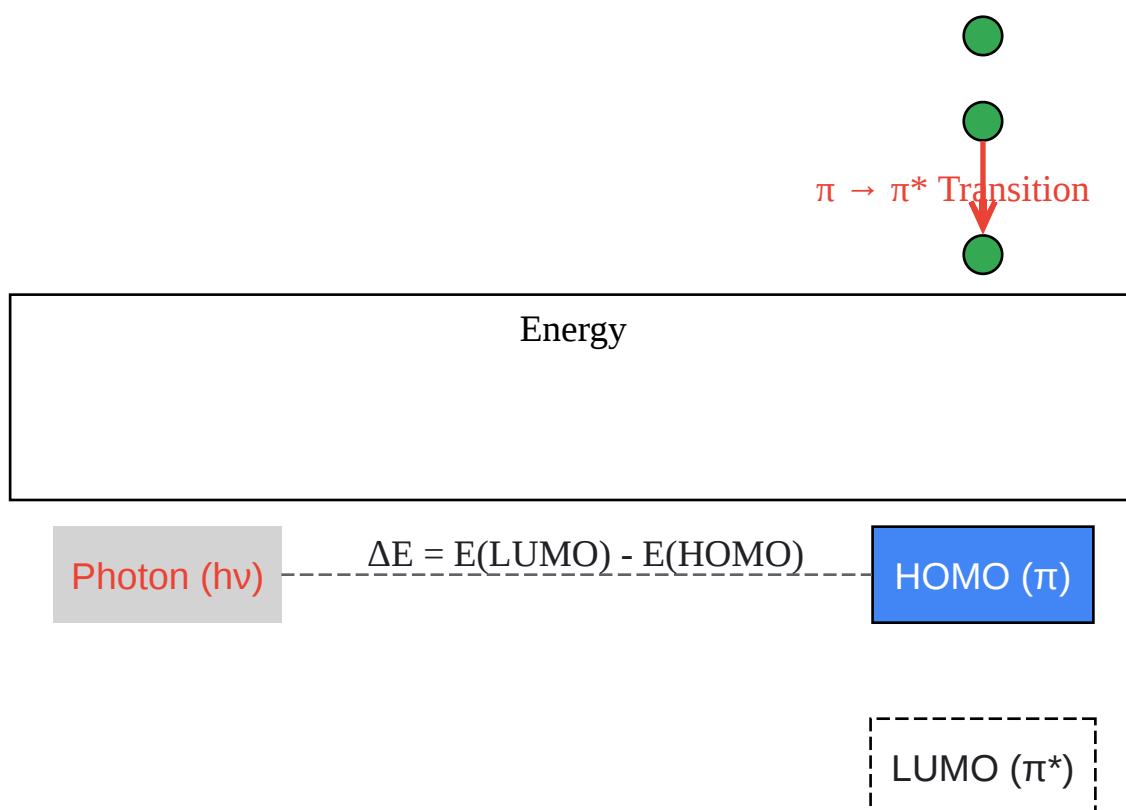 π → π* Transition
Energy
ΔE = E(LUMO) - E(HOMO)
Photon (hν)
HOMO (π)
LUMO (π*)